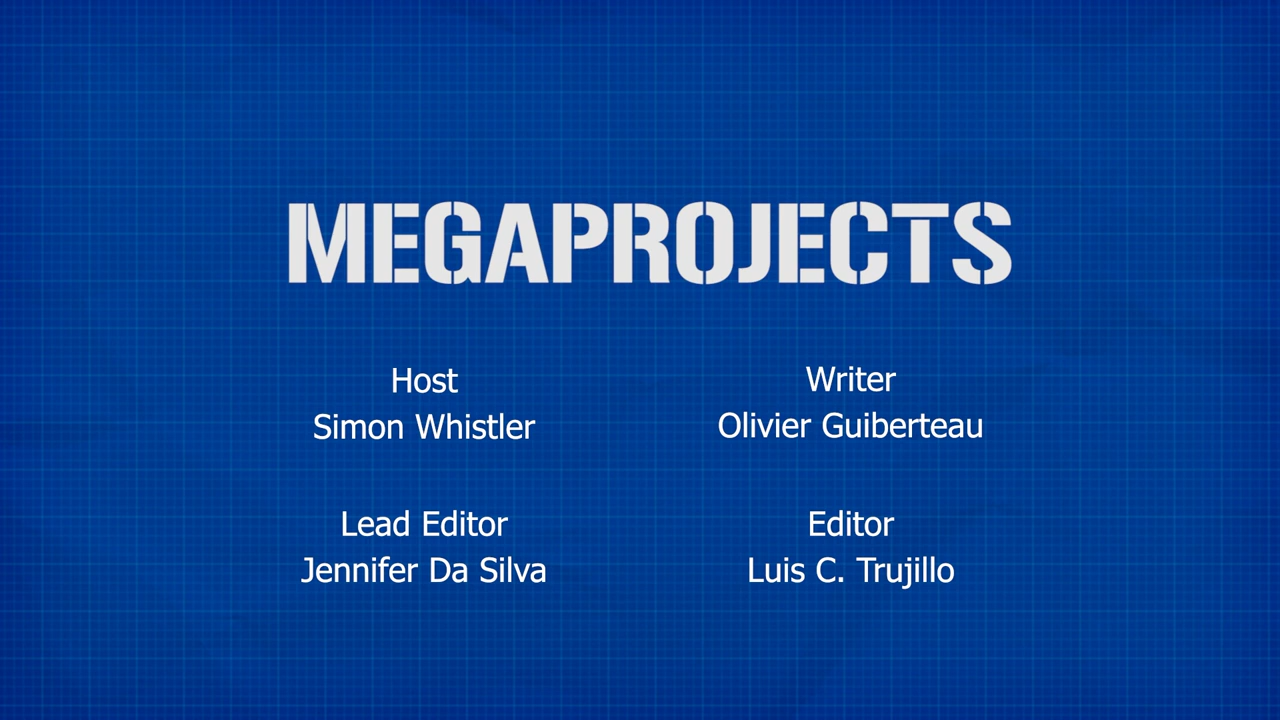 MEGAPROJECTS
Host
Simon Whistler
Writer
Olivier Guiberteau
Lead Editor
Jennifer Da Silva
Editor
Luis C. Trujillo